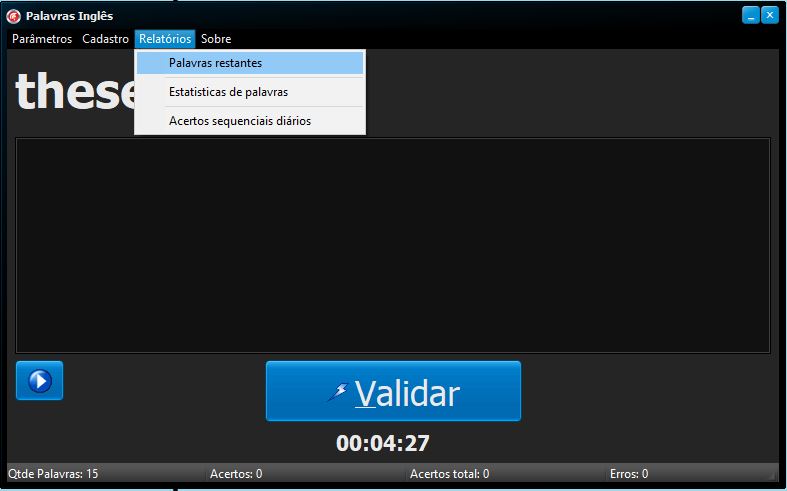 Palavras Inglês
Parâmetros Cadastro Relatórios Sobre
Palavras restantes
these
Estatisticas de palavras
Acertos sequenciais diários
Validar
00:04:27
Qtde Palavras: 15 Acertos: 0 Acertos total: 0 Erros: 0